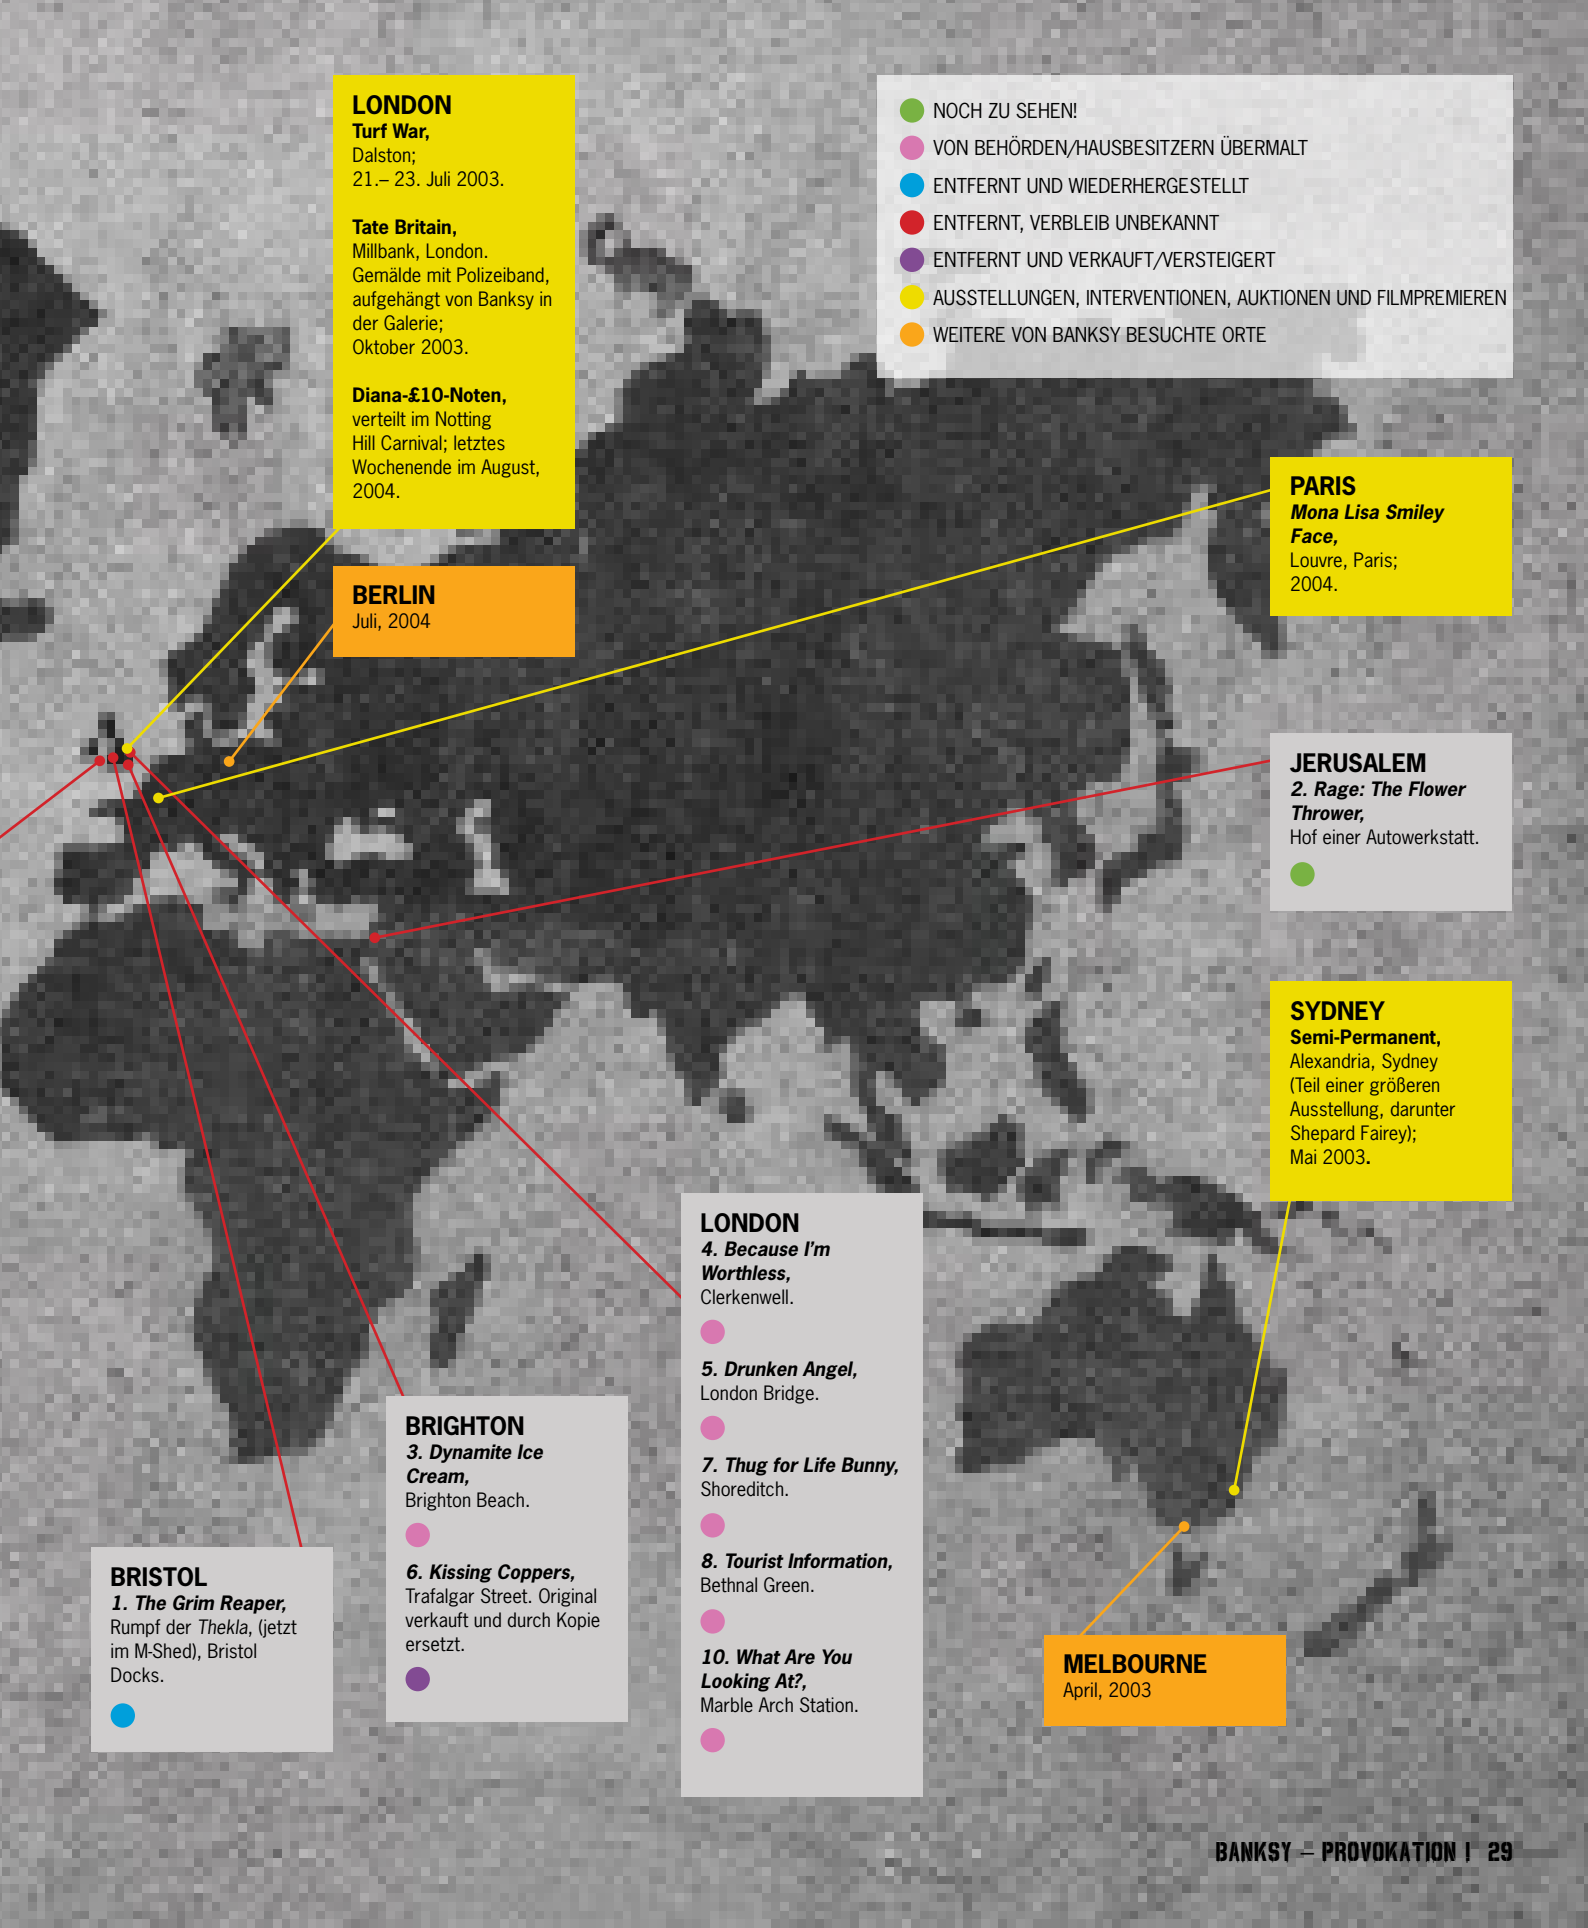 LONDON
Turf War,
Dalston;
21.– 23. Juli 2003.
Tate Britain,
Millbank, London.
Gemälde mit Polizeiband,
aufgehängt von Banksy in
der Galerie;
Oktober 2003.
Diana-£10-Noten,
verteilt im Notting
Hill Carnival; letztes
Wochenende im August,
2004.
NOCH ZU SEHEN!
VON BEHÖRDEN/HAUSBESITZERN ÜBERMALT
ENTFERNT UND WIEDERHERGESTELLT
ENTFERNT, VERBLEIB UNBEKANNT
ENTFERNT UND VERKAUFT/VERSTEIGERT
AUSSTELLUNGEN, INTERVENTIONEN, AUKTIONEN UND FILMPREMIEREN
WEITERE VON BANKSY BESUCHTE ORTE
BERLIN
Juli, 2004
PARIS
Mona Lisa Smiley
Face,
Louvre, Paris;
2004.
JERUSALEM
2. Rage: The Flower
Thrower,
Hof einer Autowerkstatt.
SYDNEY
Semi-Permanent,
Alexandria, Sydney
(Teil einer größeren
Ausstellung, darunter
Shepard Fairey);
Mai 2003.
BRISTOL
1. The Grim Reaper,
Rumpf der Thekla, (jetzt
im M-Shed), Bristol
Docks.
BRIGHTON
3. Dynamite Ice
Cream,
Brighton Beach.
6. Kissing Coppers,
Trafalgar Street. Original
verkauft und durch Kopie
ersetzt.
LONDON
4. Because I'm
Worthless,
Clerkenwell.
5. Drunken Angel,
London Bridge.
7. Thug for Life Bunny,
Shoreditch.
8. Tourist Information,
Bethnal Green.
10. What Are You
Looking At?,
Marble Arch Station.
MELBOURNE
April, 2003
BANKSY – PROVOKATION ! 29